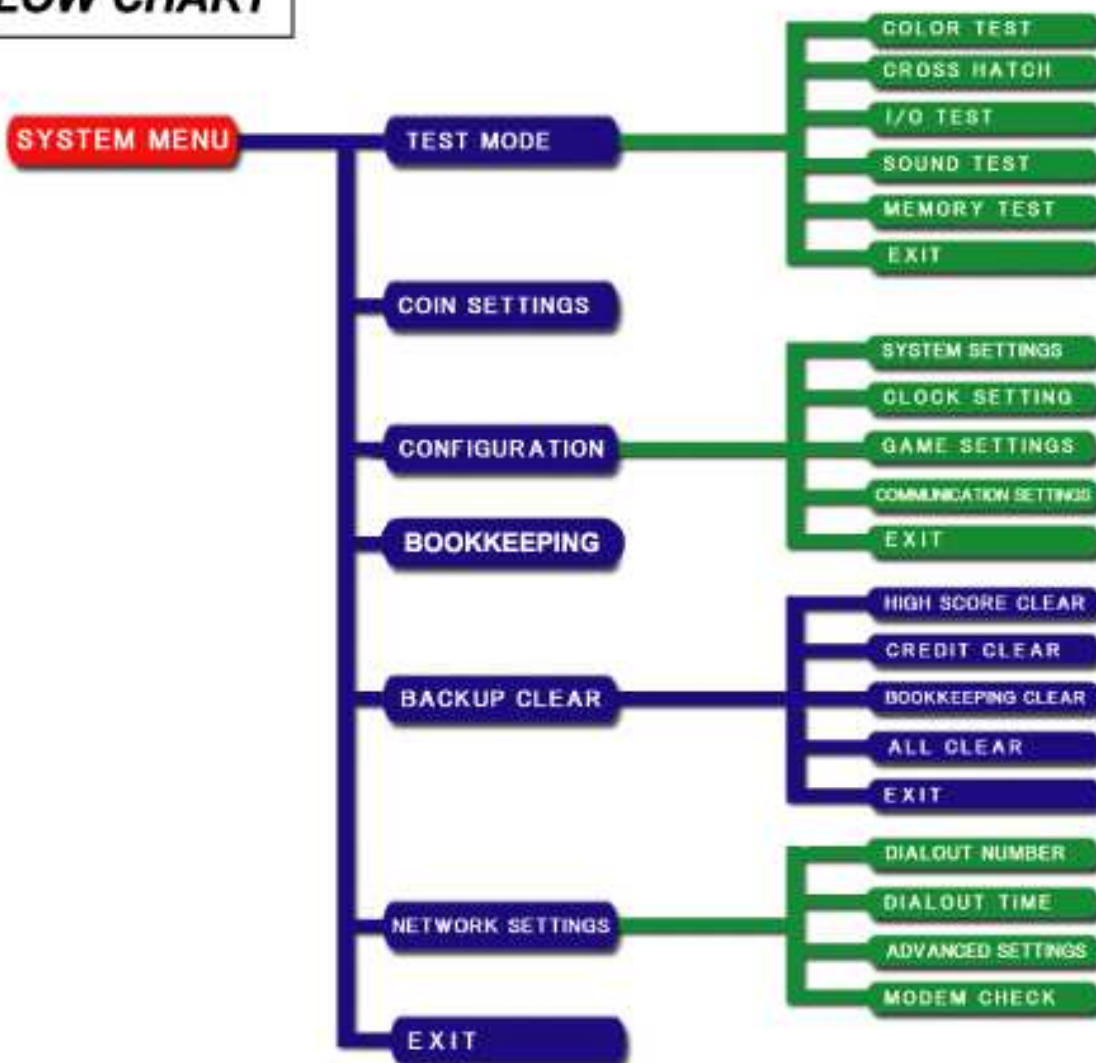 LOW CHART
SYSTEM MENU
TEST MODE
COLOR TEST
CROSS HATCH
I/O TEST
SOUND TEST
MEMORY TEST
EXIT
COIN SETTINGS
CONFIGURATION
SYSTEM SETTINGS
CLOCK SETTING
GAME SETTINGS
COMMUNICATION SETTINGS
EXIT
BOOKKEEPING
BACKUP CLEAR
HIGH SCORE CLEAR
CREDIT CLEAR
BOOKKEEPING CLEAR
ALL CLEAR
EXIT
NETWORK SETTINGS
DIALOUT NUMBER
DIALOUT TIME
ADVANCED SETTINGS
MODEM CHECK
EXIT